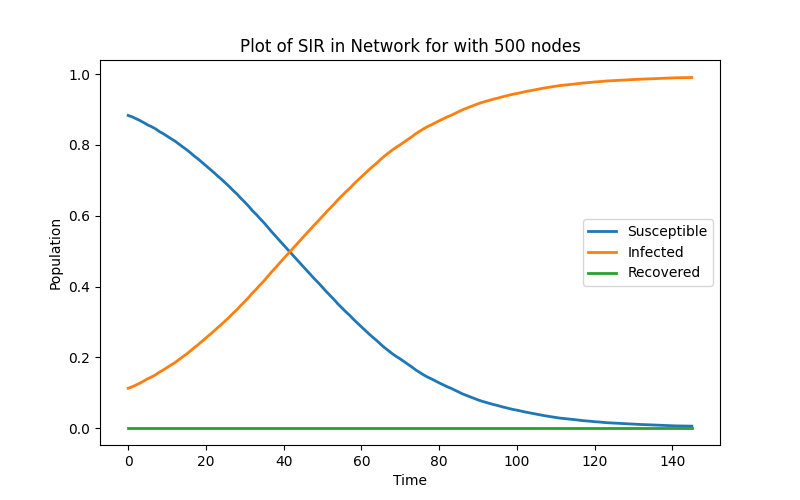 Plot of SIR in Network for with 500 nodes
1.0
0.8
0.6
0.4
0.2
0.0
Population
Susceptible
Infected
Recovered
0 20 40 60 80 100 120 140
Time